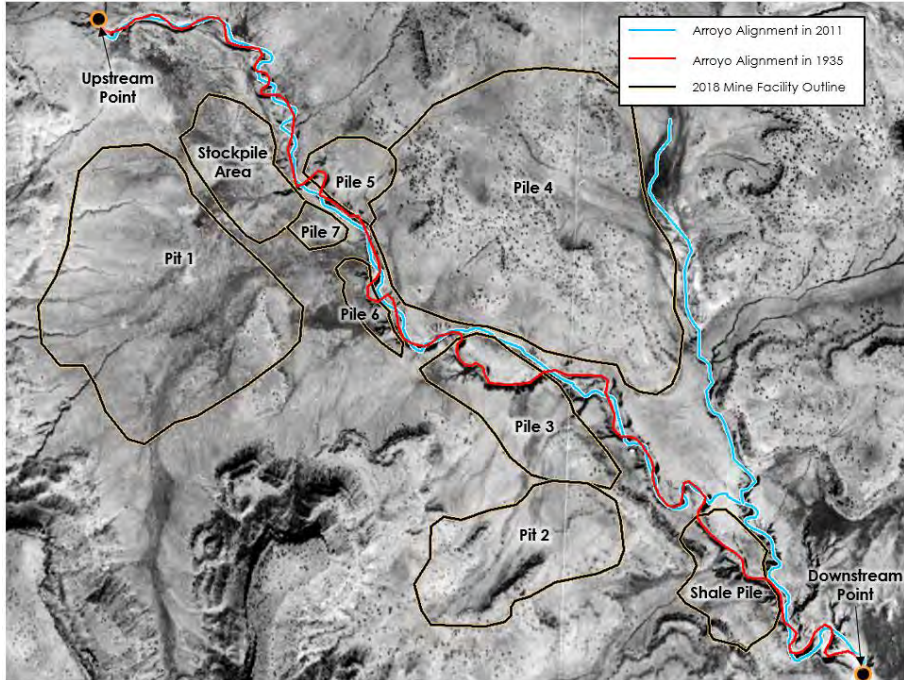 Arroyo Alignment in 2011
Arroyo Alignment in 1935
2018 Mine Facility Outline
Upstream
Point
Stockpile
Area
Pile 5
Pile 4
Pile 7
Pit 1
Pile 6
Pile 3
Pit 2
Shale Pile
Downstream
Point